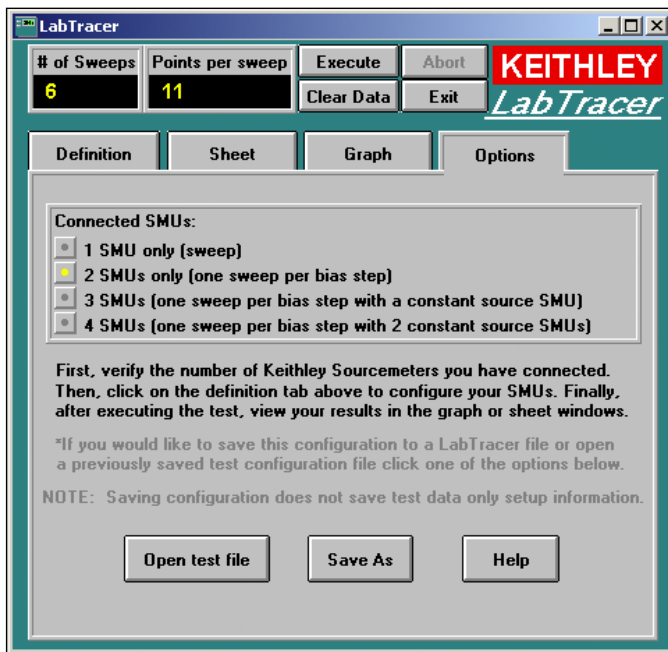 LabTracer
# of Sweeps
6
Points per sweep
11
Execute
Abort
Clear Data
Exit
KEITHLEY
LabTracer
Definition
Sheet
Graph
Options
Connected SMUs:
1 SMU only (sweep)
2 SMUs only (one sweep per bias step)
3 SMUs (one sweep per bias step with a constant source SMU)
4 SMUs (one sweep per bias step with 2 constant source SMUs)
First, verify the number of Keithley Sourcemeters you have connected.
Then, click on the definition tab above to configure your SMUs. Finally,
after executing the test, view your results in the graph or sheet windows.
*If you would like to save this configuration to a LabTracer file or open
a previously saved test configuration file click one of the options below.
NOTE: Saving configuration does not save test data only setup information.
Open test file
Save As
Help